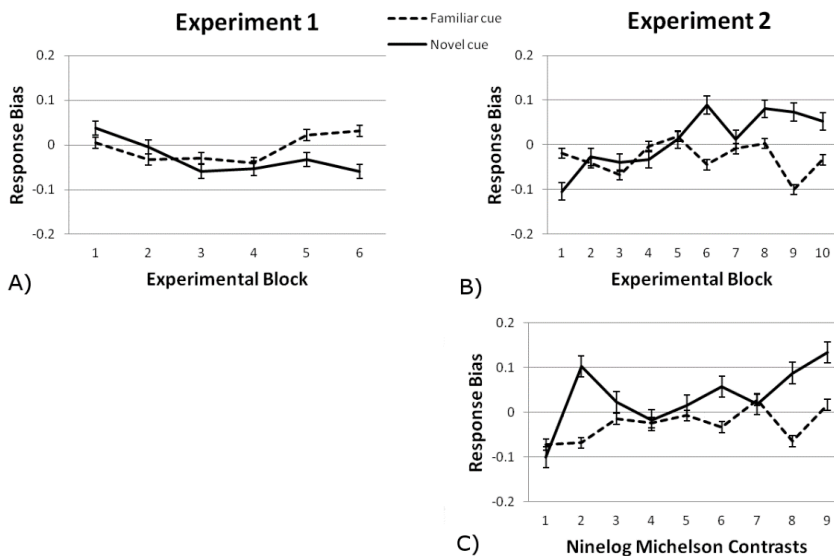 Experiment 1
Familiar cue
Novel cue
Experiment 2
Response Bias
0.2
0.1
0
-0.1
-0.2
1 2 3 4 5 6
Experimental Block
A)
Response Bias
0.2
0.1
0
-0.1
-0.2
1 2 3 4 5 6 7 8 9 10
Experimental Block
B)
Response Bias
0.2
0.1
0
-0.1
-0.2
1 2 3 4 5 6 7 8 9
Ninelog Michelson Contrasts
C)